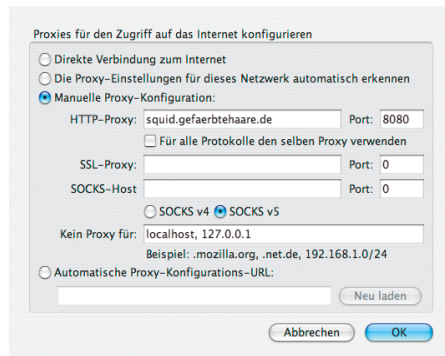 Proxies für den Zugriff auf das Internet konfigurieren
Direkte Verbindung zum Internet
Die Proxy-Einstellungen für dieses Netzwerk automatisch erkennen
Manuelle Proxy-Konfiguration:
HTTP-Proxy: squid.gefaerbtehaare.de Port: 8080
Für alle Protokolle den selben Proxy verwenden
SSL-Proxy: Port: 0
SOCKS-Host Port: 0
SOCKS v4 SOCKS v5
Kein Proxy für: localhost, 127.0.0.1
Beispiel: .mozilla.org, .net.de, 192.168.1.0/24
Automatische Proxy-Konfigurations-URL:
Neu laden
Abbrechen OK